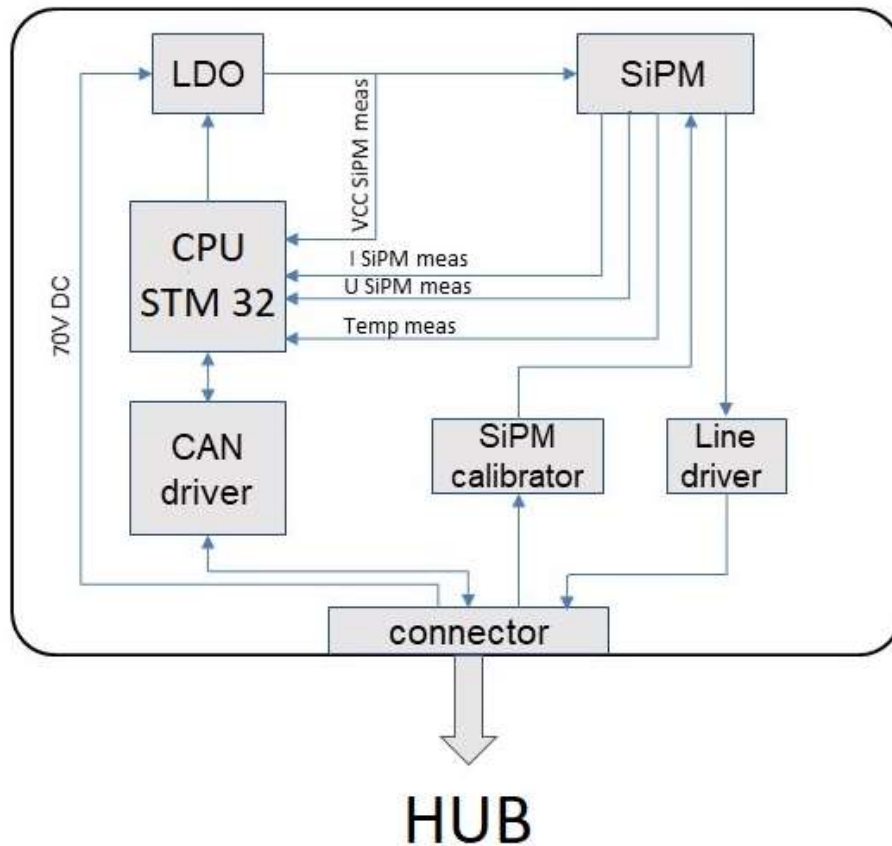 LDO
SiPM
VCC SiPM meas
CPU
STM 32
I SiPM meas
U SiPM meas
Temp meas
70V DC
CAN
driver
SiPM
calibrator
Line
driver
connector
HUB